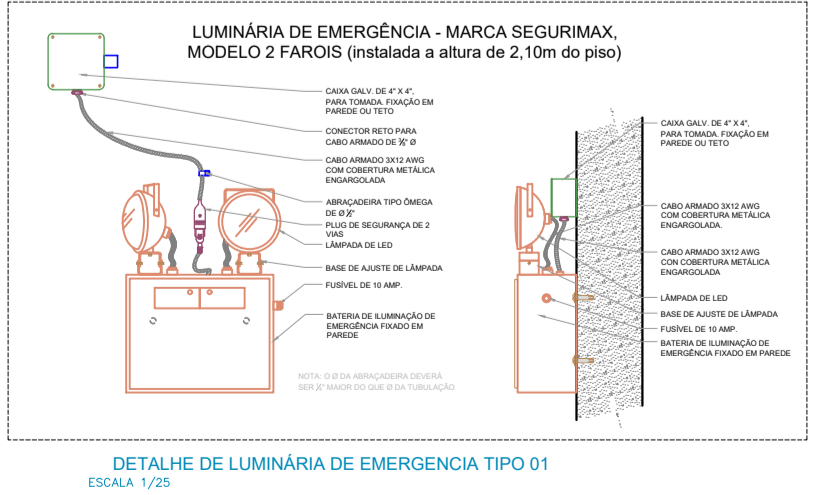 LUMINÁRIA DE EMERGÊNCIA - MARCA SEGURIMAX,
MODELO 2 FAROIS (instalada a altura de 2,10m do piso)
CAIXA GALV. DE 4" X 4",
PARA TOMADA. FIXAÇÃO EM
PAREDE OU TETO
CONECTOR RETO PARA
CABO ARMADO DE ½" Ø
CABO ARMADO 3X12 AWG
COM COBERTURA METÁLICA
ENGARGOLADA
ABRAÇADEIRA TIPO ÔMEGA
DE Ø ½"
PLUG DE SEGURANÇA DE 2
VIAS
LÂMPADA DE LED
BASE DE AJUSTE DE LÂMPADA
FUSÍVEL DE 10 AMP.
BATERIA DE ILUMINAÇÃO DE
EMERGÊNCIA FIXADO EM
PAREDE
NOTA: O Ø DA ABRAÇADEIRA DEVERÁ
SER ½" MAIOR DO QUE Ø DA TUBULAÇÃO.
CAIXA GALV. DE 4" X 4",
PARA TOMADA. FIXAÇÃO EM
PAREDE OU TETO
CABO ARMADO 3X12 AWG
COM COBERTURA METÁLICA
ENGARGOLADA.
CABO ARMADO 3X12 AWG
CON COBERTURA METÁLICA
ENGARGOLADA
LÂMPADA DE LED
BASE DE AJUSTE DE LÂMPADA
FUSÍVEL DE 10 AMP.
BATERIA DE ILUMINAÇÃO DE
EMERGÊNCIA FIXADO EM PAREDE
DETALHE DE LUMINÁRIA DE EMERGENCIA TIPO 01
ESCALA 1/25